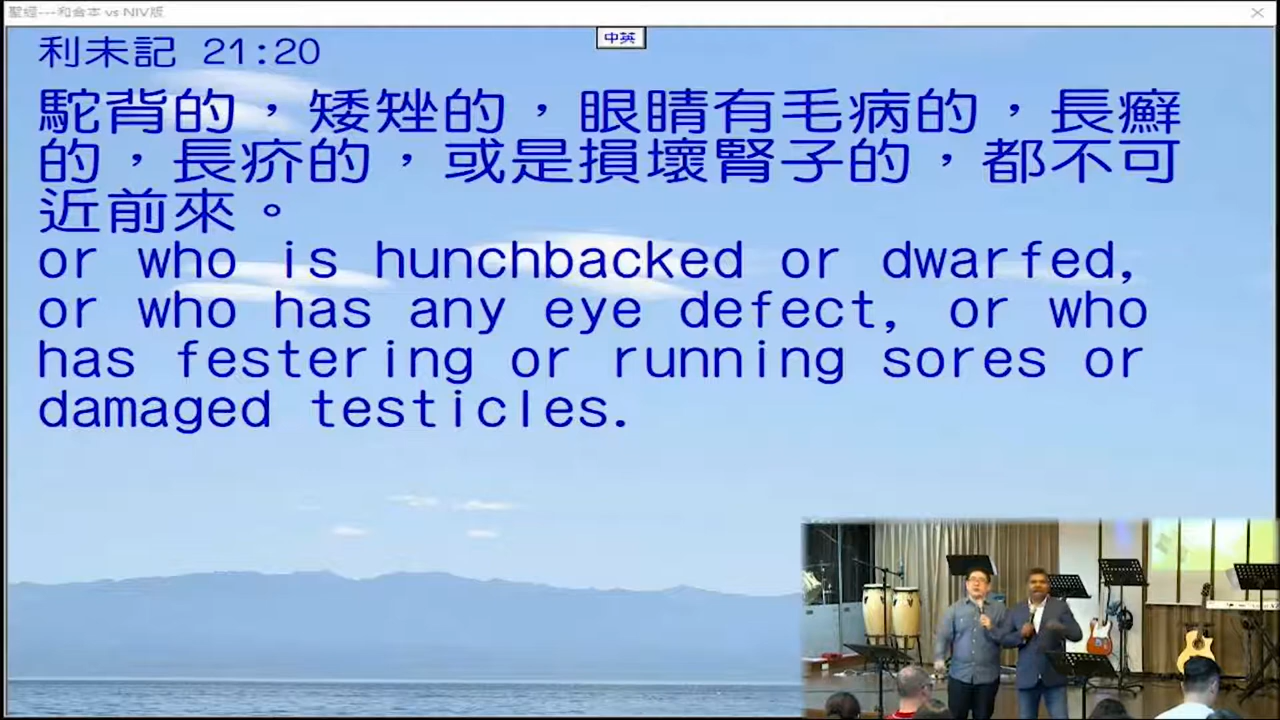 聖經---和合本 vs NIV版
中英
利未記 21:20
駝背的，矮矬的，眼睛有毛病的，長癬
的，長疥的，或是損壞腎子的，都不可
近前來。
or who is hunchbacked or dwarfed,
or who has any eye defect, or who
has festering or running sores or
damaged testicles.